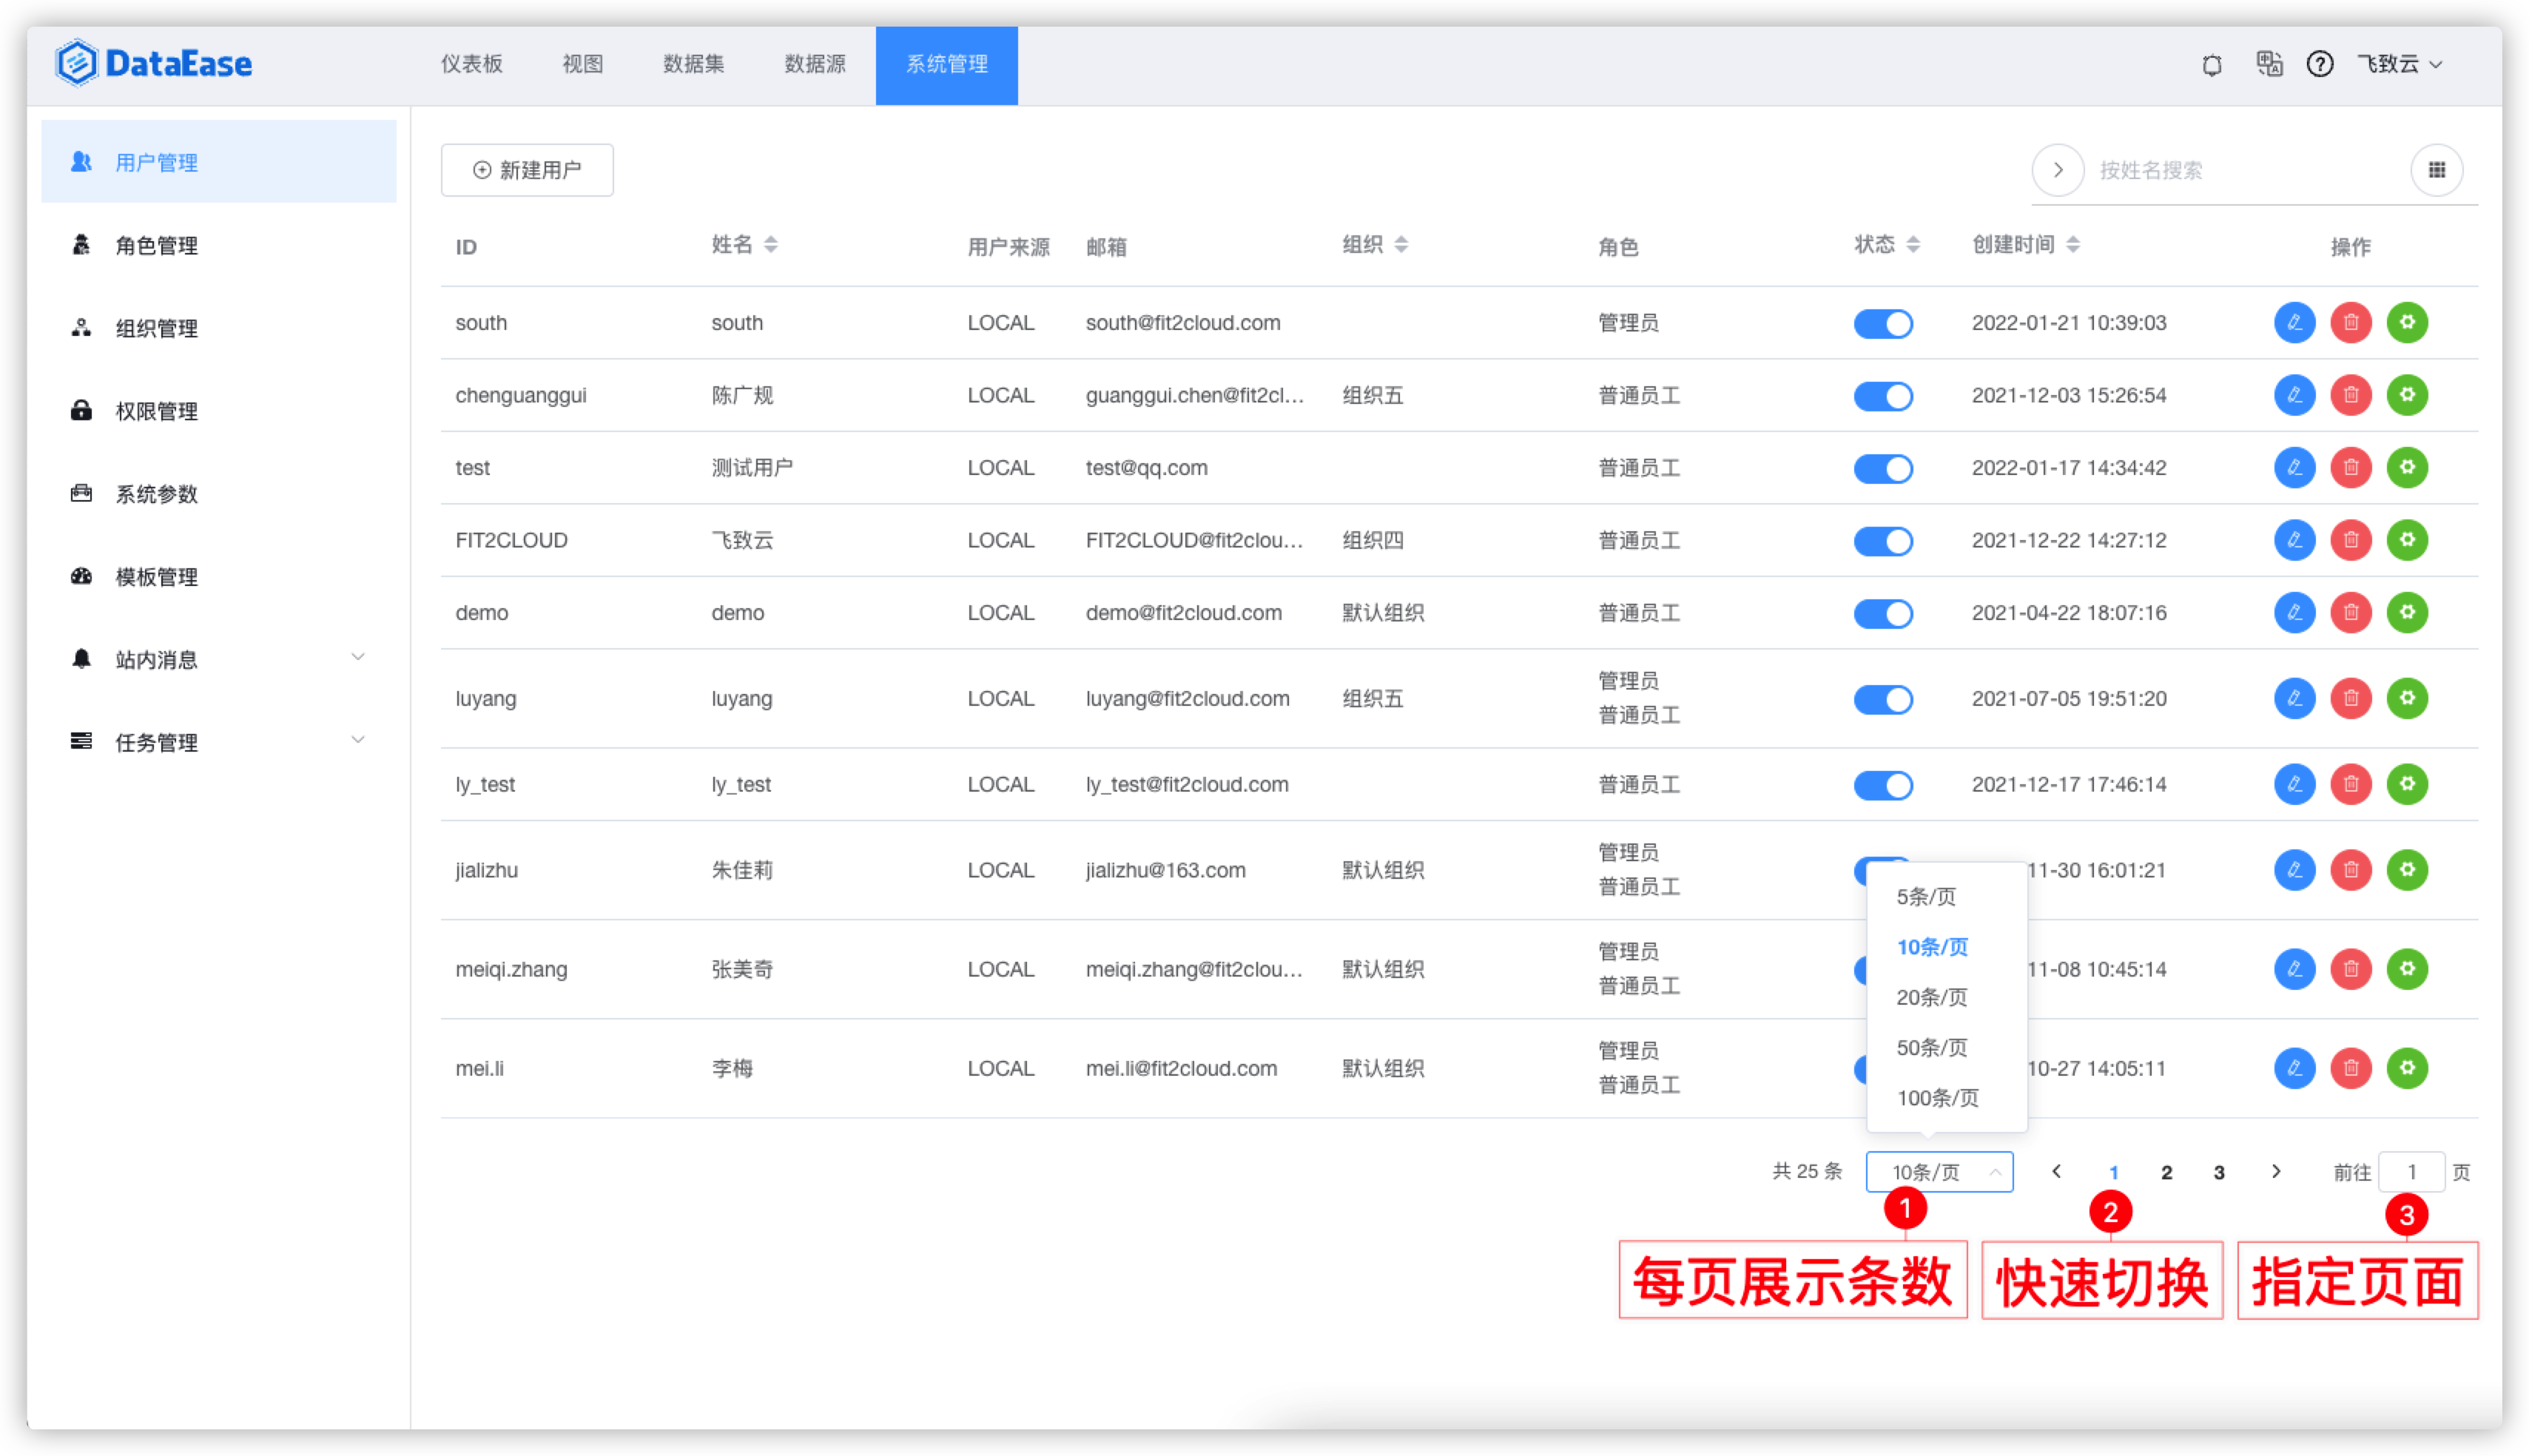 DataEase 仪表板 视图 数据集 数据源 系统管理 飞致云
用户管理
角色管理
组织管理
权限管理
系统参数
模板管理
站内消息
任务管理
新建用户 按姓名搜索
ID 姓名 用户来源 邮箱 组织 角色 状态 创建时间 操作
south south LOCAL south@fit2cloud.com 管理员 2022-01-21 10:39:03
chenguanggui 陈广规 LOCAL guanggui.chen@fit2cl... 组织五 普通员工 2021-12-03 15:26:54
test 测试用户 LOCAL test@qq.com 普通员工 2022-01-17 14:34:42
FIT2CLOUD 飞致云 LOCAL FIT2CLOUD@fit2clou... 组织四 普通员工 2021-12-22 14:27:12
demo demo LOCAL demo@fit2cloud.com 默认组织 普通员工 2021-04-22 18:07:16
luyang luyang LOCAL luyang@fit2cloud.com 组织五 管理员 普通员工 2021-07-05 19:51:20
ly_test ly_test LOCAL ly_test@fit2cloud.com 普通员工 2021-12-17 17:46:14
jializhu 朱佳莉 LOCAL jializhu@163.com 默认组织 管理员 普通员工 11-30 16:01:21
meiqi.zhang 张美奇 LOCAL meiqi.zhang@fit2clou... 默认组织 管理员 普通员工 11-08 10:45:14
mei.li 李梅 LOCAL mei.li@fit2cloud.com 默认组织 管理员 普通员工 10-27 14:05:11
5条/页
10条/页
20条/页
50条/页
100条/页
共 25 条 10条/页 1 2 3 前往 1 页
1 2 3
每页展示条数 快速切换 指定页面